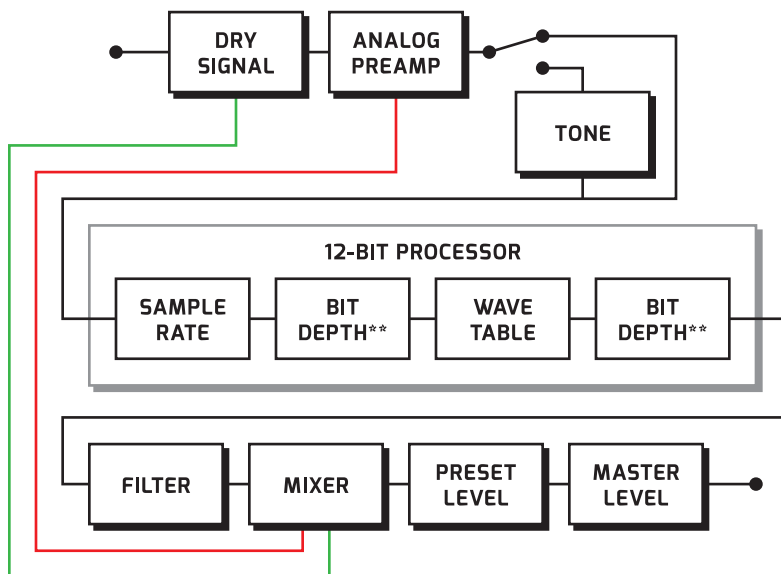 DRY
SIGNAL
ANALOG
PREAMP
TONE
12-BIT PROCESSOR
SAMPLE
RATE
BIT
DEPTH**
WAVE
TABLE
BIT
DEPTH**
FILTER
MIXER
PRESET
LEVEL
MASTER
LEVEL